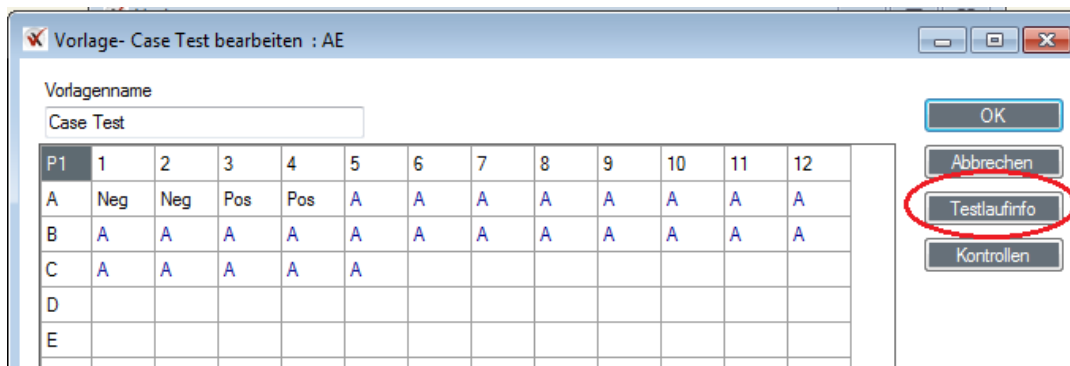 Vorlage- Case Test bearbeiten : AE
Vorlagenname
Case Test
OK
P1 1 2 3 4 5 6 7 8 9 10 11 12
Abbrechen
A Neg Neg Pos Pos A A A A A A A A
Testlaufinfo
B A A A A A A A A A A A A
Kontrollen
C A A A A A
D
E